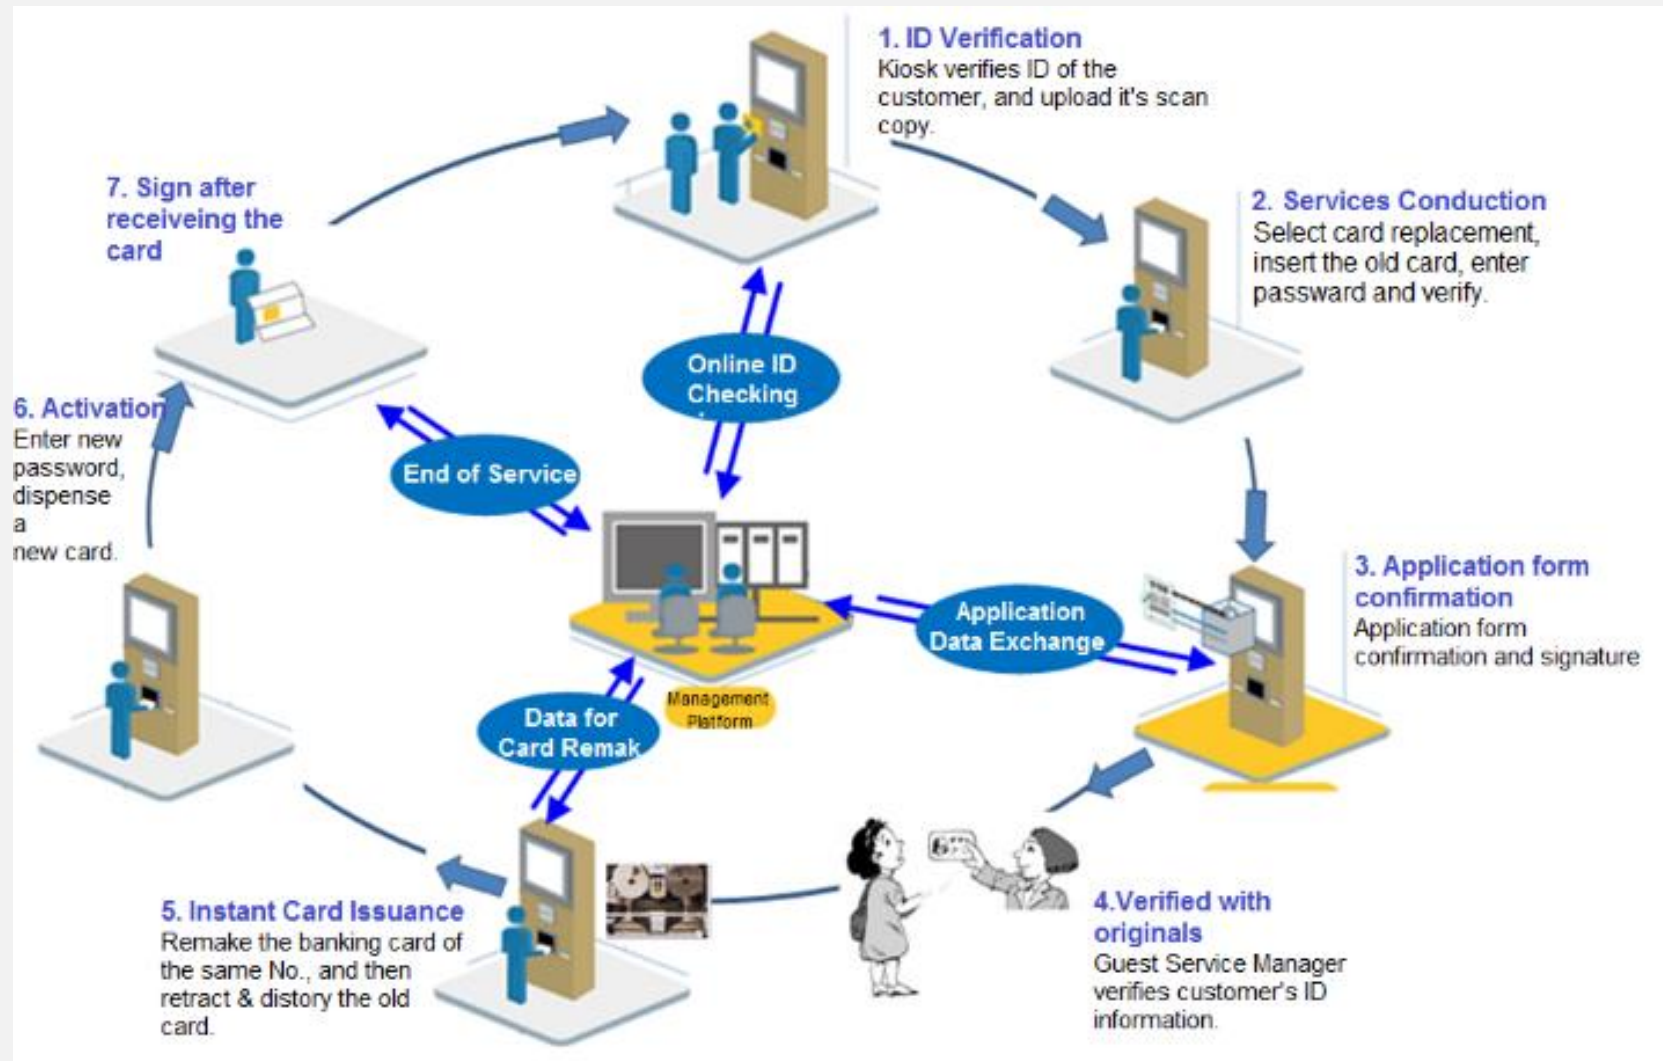 1. ID Verification
Kiosk verifies ID of the
customer, and upload it's scan
copy.
2. Services Conduction
Select card replacement,
insert the old card, enter
passward and verify.
3. Application form
confirmation
Application form
confirmation and signature
4.Verified with
originals
Guest Service Manager
verifies customer's ID
information.
5. Instant Card Issuance
Remake the banking card of
the same No., and then
retract & distory the old
card.
6. Activation
Enter new
password,
dispense
a
new card.
7. Sign after
receiveing the
card
Online ID
Checking
End of Service
Application
Data Exchange
Data for
Card Remak
Management
Platform